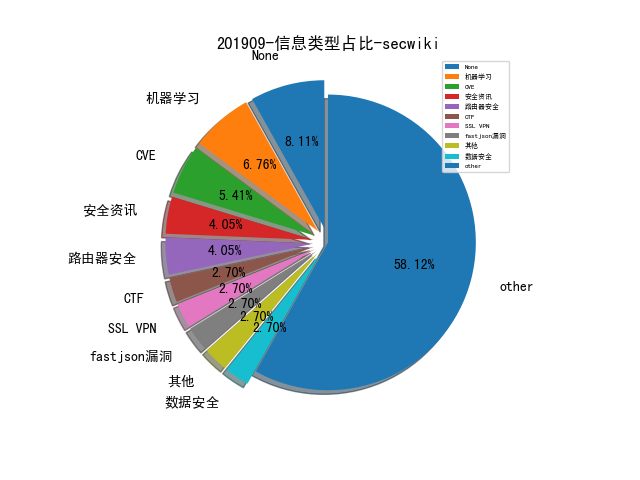 201909-信息类型占比-secwiki
None
机器学习
CVE
安全资讯
路由器安全
CTF
SSL VPN
fastjson漏洞
其他
数据安全
other
8.11%
6.76%
5.41%
4.05%
4.05%
2.70%
2.70%
2.70%
2.70%
2.70%
58.12%
None
机器学习
CVE
安全资讯
路由器安全
CTF
SSL VPN
fastjson漏洞
其他
数据安全
other